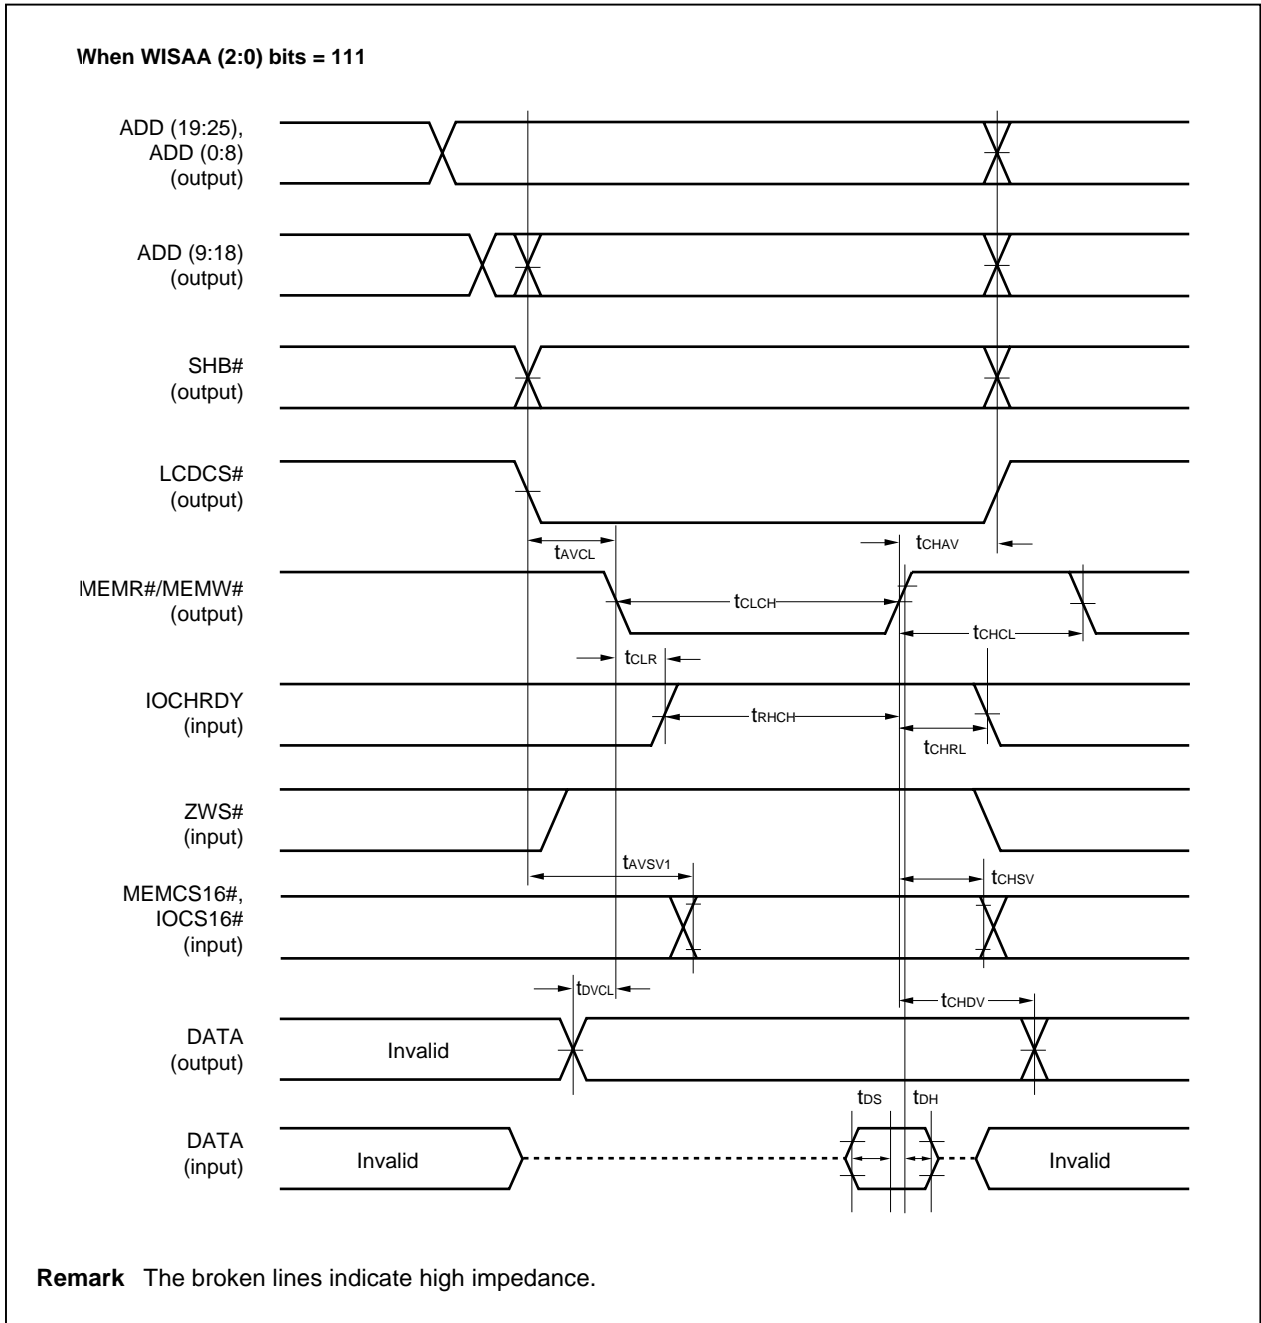 When WISAA (2:0) bits = 111
ADD (19:25),
ADD (0:8)
(output)
ADD (9:18)
(output)
SHB#
(output)
LCDCS#
(output)
tAVCL
tCHAV
MEMR#/MEMW#
(output)
tCLCH
tCHCL
tCLR
IOCHRDY
(input)
tRHCH
tCHRL
ZWS#
(input)
tAVSV1
tCHSV
MEMCS16#,
IOCS16#
(input)
tDVCL
tCHDV
DATA
(output)
Invalid
tDS
tDH
DATA
(input)
Invalid
Invalid
Remark The broken lines indicate high impedance.